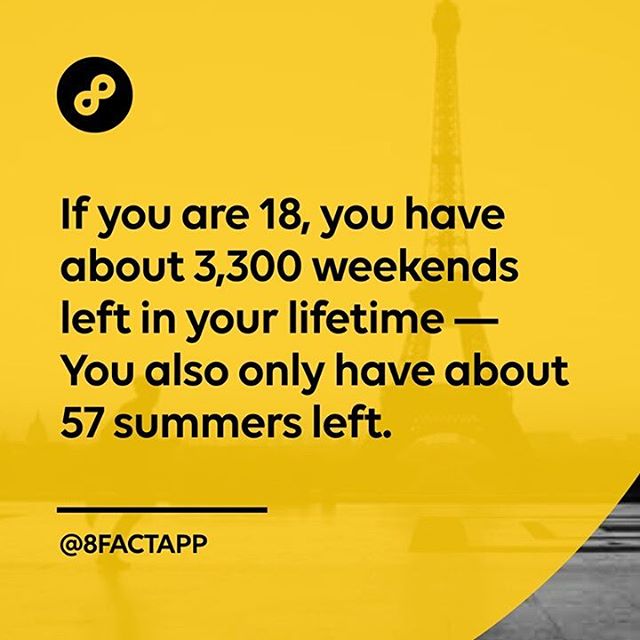 If you are 18, you have
about 3,300 weekends
left in your lifetime —
You also only have about
57 summers left.
@8FACTAPP